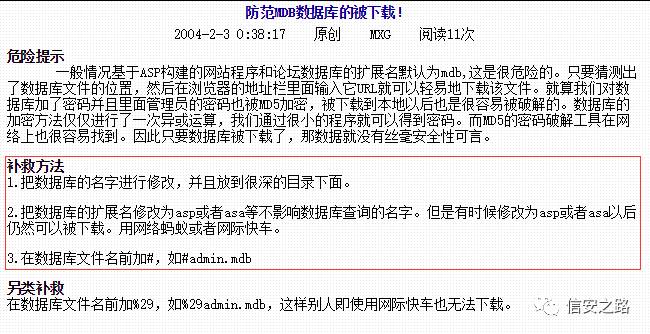 防范MDB数据库的被下载!
2004-2-3 0:38:17 原创 MXG 阅读11次
危险提示
一般情况基于ASP构建的网站程序和论坛数据库的扩展名默认为mdb,这是很危险的。只要猜测出
了数据库文件的位置，然后在浏览器的地址栏里面输入它URL就可以轻易地下载该文件。就算我们对数
据库加了密码并且里面管理员的密码也被MD5加密，被下载到本地以后也是很容易被破解的。数据库的
加密方法仅仅进行了一次异或运算，我们通过很小的程序就可以得到密码。而MD5的密码破解工具在网
络上也很容易找到。因此只要数据库被下载了，那数据就没有丝毫安全性可言。
补救方法
1.把数据库的名字进行修改，并且放到很深的目录下面。
2.把数据库的扩展名修改为asp或者asa等不影响数据库查询的名字。但是有时候修改为asp或者asa以后
仍然可以被下载。用网络蚂蚁或者网际快车。
3.在数据库文件名前加#，如#admin.mdb
另类补救
在数据库文件名前加%29，如%29admin.mdb，这样别人即使用网际快车也无法下载。
信安之路